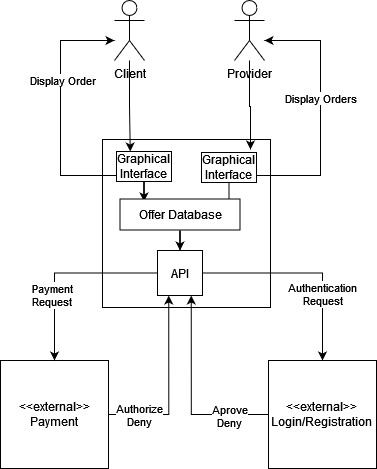 Client
Provider
Display Order
Display Orders
Graphical
Interface
Graphical
Interface
Offer Database
API
Payment
Request
Authentication
Request
<<external>>
Payment
Authorize
Deny
Aprove
Deny
<<external>>
Login/Registration